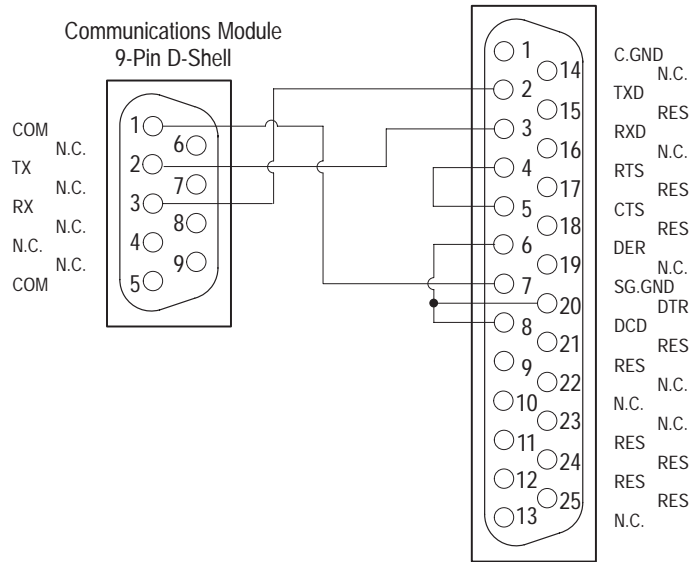 Communications Module
9-Pin D-Shell
COM
N.C.
TX
N.C.
RX
N.C.
N.C.
N.C.
COM
1
6
2
7
3
8
4
9
5
1
14
2
15
3
16
4
17
5
18
6
19
7
20
8
21
9
22
10
23
11
24
12
25
13
C.GND
N.C.
TXD
RES
RXD
N.C.
RTS
RES
CTS
RES
DER
N.C.
SG.GND
DTR
DCD
RES
RES
N.C.
N.C.
N.C.
RES
RES
RES
RES
N.C.